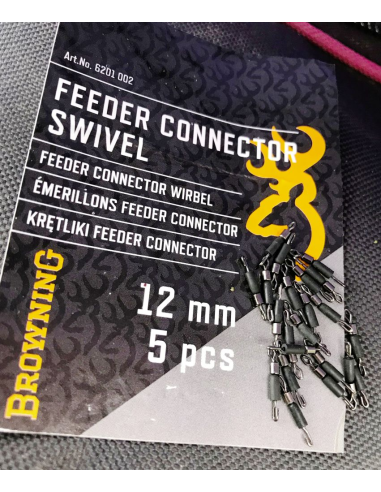 Art.No. 6201 002
FEEDER CONNECTOR
SWIVEL
FEEDER CONNECTOR WIRBEL
ÉMERILLONS FEEDER CONNECTOR
KRĘTLIKI FEEDER CONNECTOR
12 mm
5 pcs
BROWNING